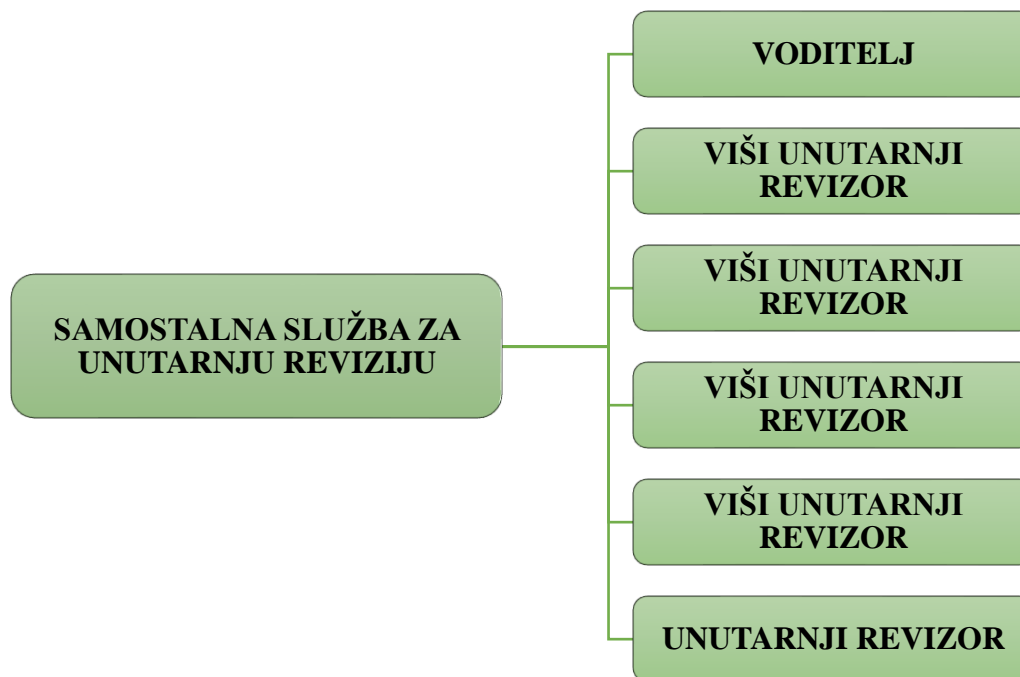 VODITELJ
VIŠI UNUTARNJI
REVIZOR
VIŠI UNUTARNJI
REVIZOR
SAMOSTALNA SLUŽBA ZA
UNUTARNJU REVIZIJU
VIŠI UNUTARNJI
REVIZOR
VIŠI UNUTARNJI
REVIZOR
UNUTARNJI REVIZOR